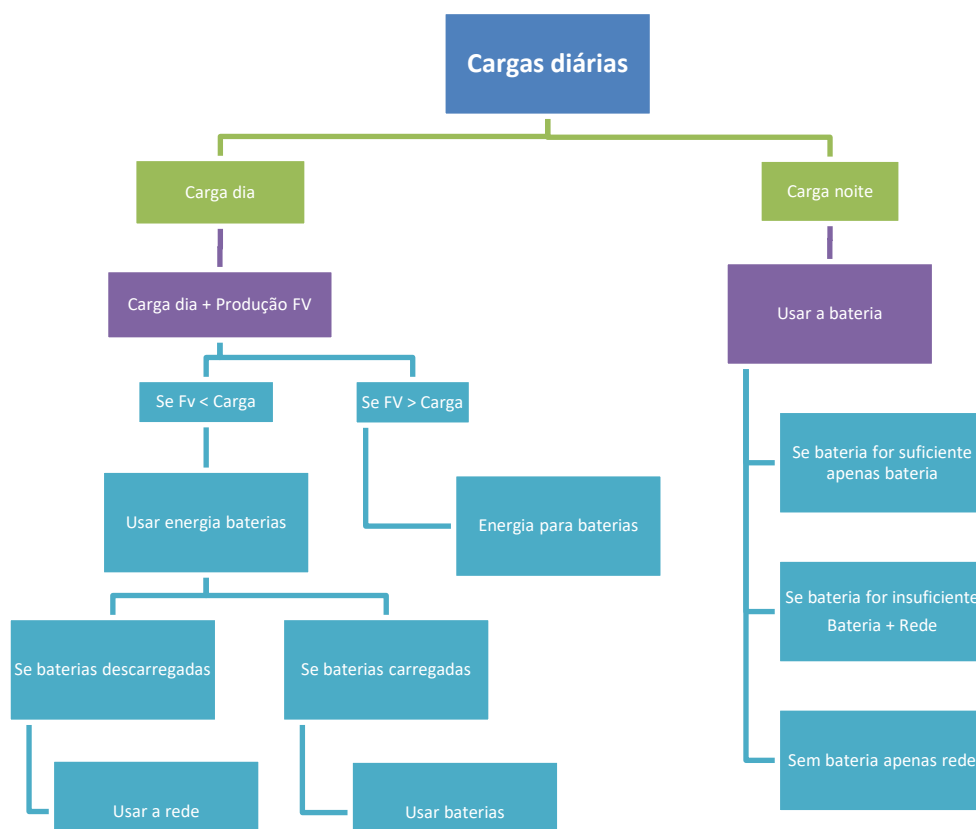 Cargas diárias
Carga dia
Carga noite
Carga dia + Produção FV
Usar a bateria
Se Fv < Carga
Se FV > Carga
Se bateria for suficiente
apenas bateria
Usar energia baterias
Energia para baterias
Se bateria for insuficiente
Bateria + Rede
Se baterias descarregadas
Se baterias carregadas
Sem bateria apenas rede
Usar a rede
Usar baterias